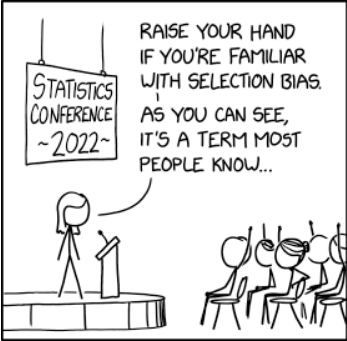 STATISTICS
CONFERENCE
~2022~
RAISE YOUR HAND
IF YOU'RE FAMILIAR
WITH SELECTION BIAS.
AS YOU CAN SEE,
IT'S A TERM MOST
PEOPLE KNOW...